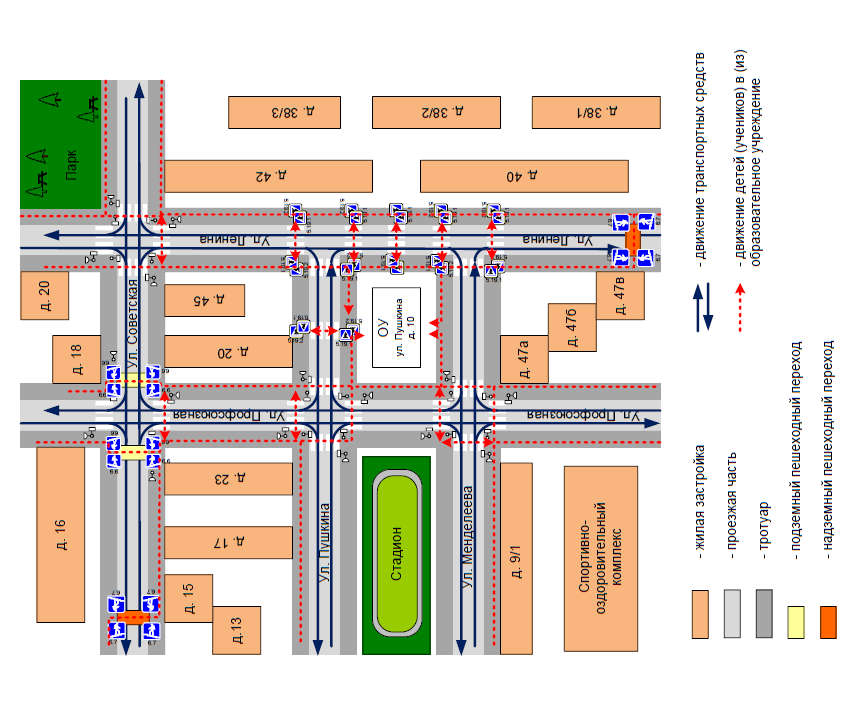 Парк
д. 38/3
д. 38/2
д. 38/1
д. 42
д. 40
Ул.Ленина
Ул.Ленина
д. 20
Ул. Советская
д. 45
ОУ
ул. Пушкина
д. 10
д. 47в
д. 47б
д. 47а
д. 18
д. 20
Ул. Профсоюзная
Ул. Профсоюзная
д. 16
д. 23
д. 17
д. 15
д.13
Ул. Пушкина
Стадион
Ул. Менделеева
д. 9/1
Спортивно-
оздоровительный
комплекс
- движение транспортных средств
- движение детей (учеников) в (из)
образовательное учреждение
- жилая застройка
- проезжая часть
- тротуар
- подземный пешеходный переход
- надземный пешеходный переход